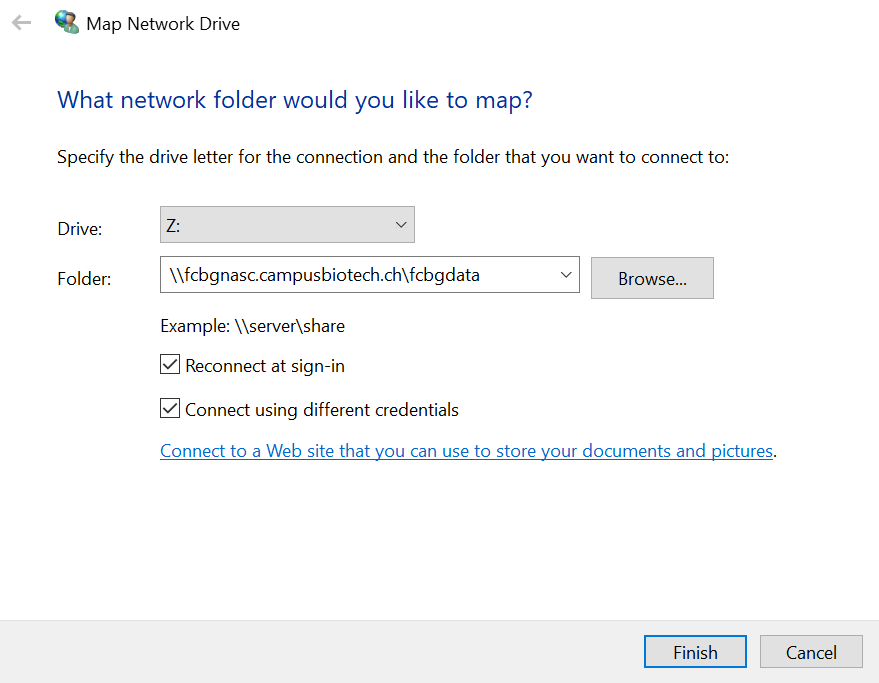 Map Network Drive
What network folder would you like to map?
Specify the drive letter for the connection and the folder that you want to connect to:
Drive: Z:
Folder: \\fcbgnasc.campusbiotech.ch\fcbgdata Browse...
Example: \\server\share
Reconnect at sign-in
Connect using different credentials
Connect to a Web site that you can use to store your documents and pictures.
Finish Cancel